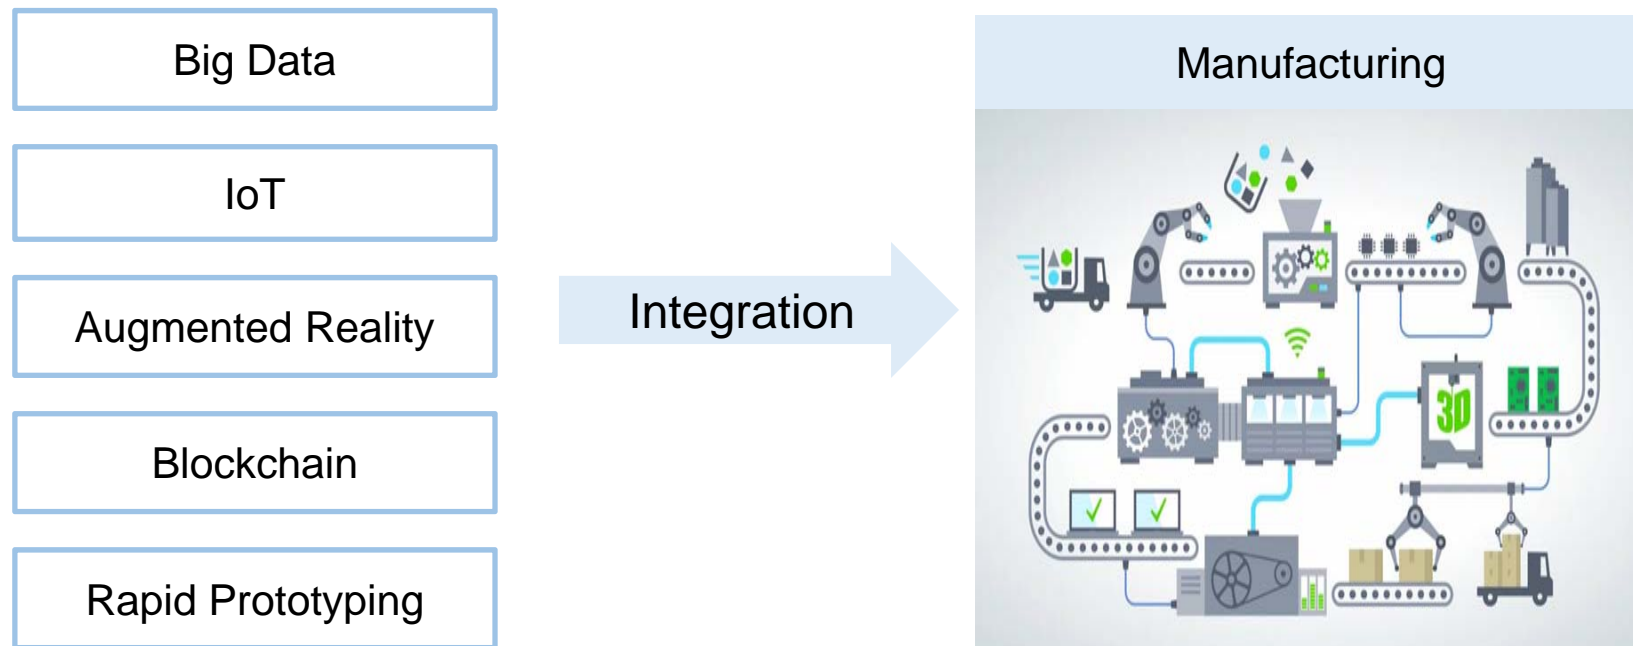 Big Data
IoT
Augmented Reality
Blockchain
Rapid Prototyping
Integration
Manufacturing
3D